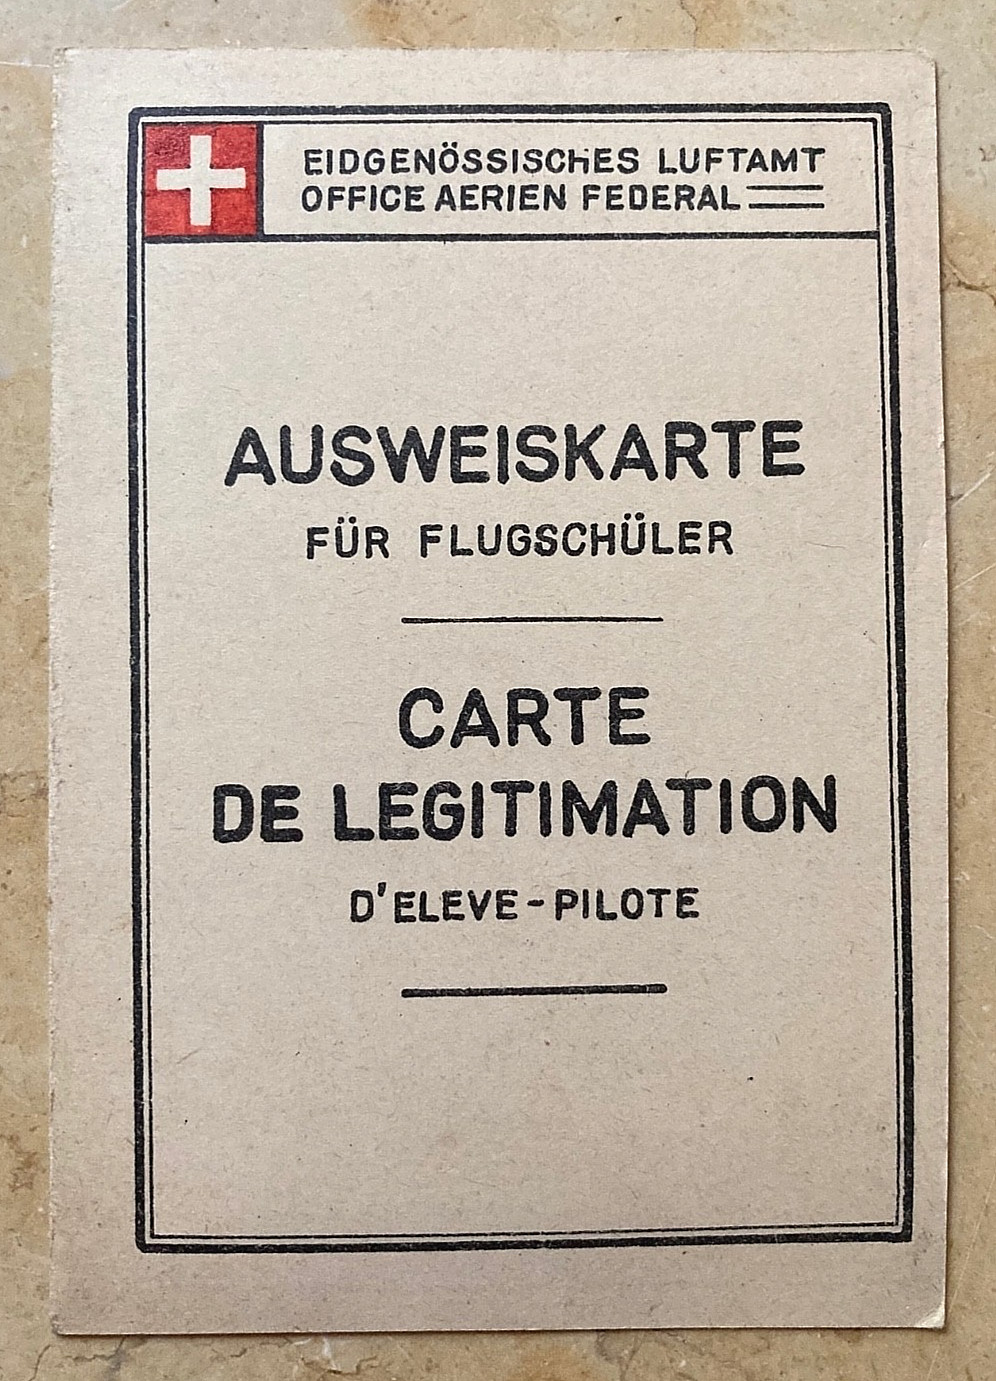 EIDGENÖSSISCHES LUFTAMT
OFFICE AERIEN FEDERAL
AUSWEISKARTE
FÜR FLUGSCHÜLER
CARTE
DE LEGITIMATION
D'ELEVE-PILOTE